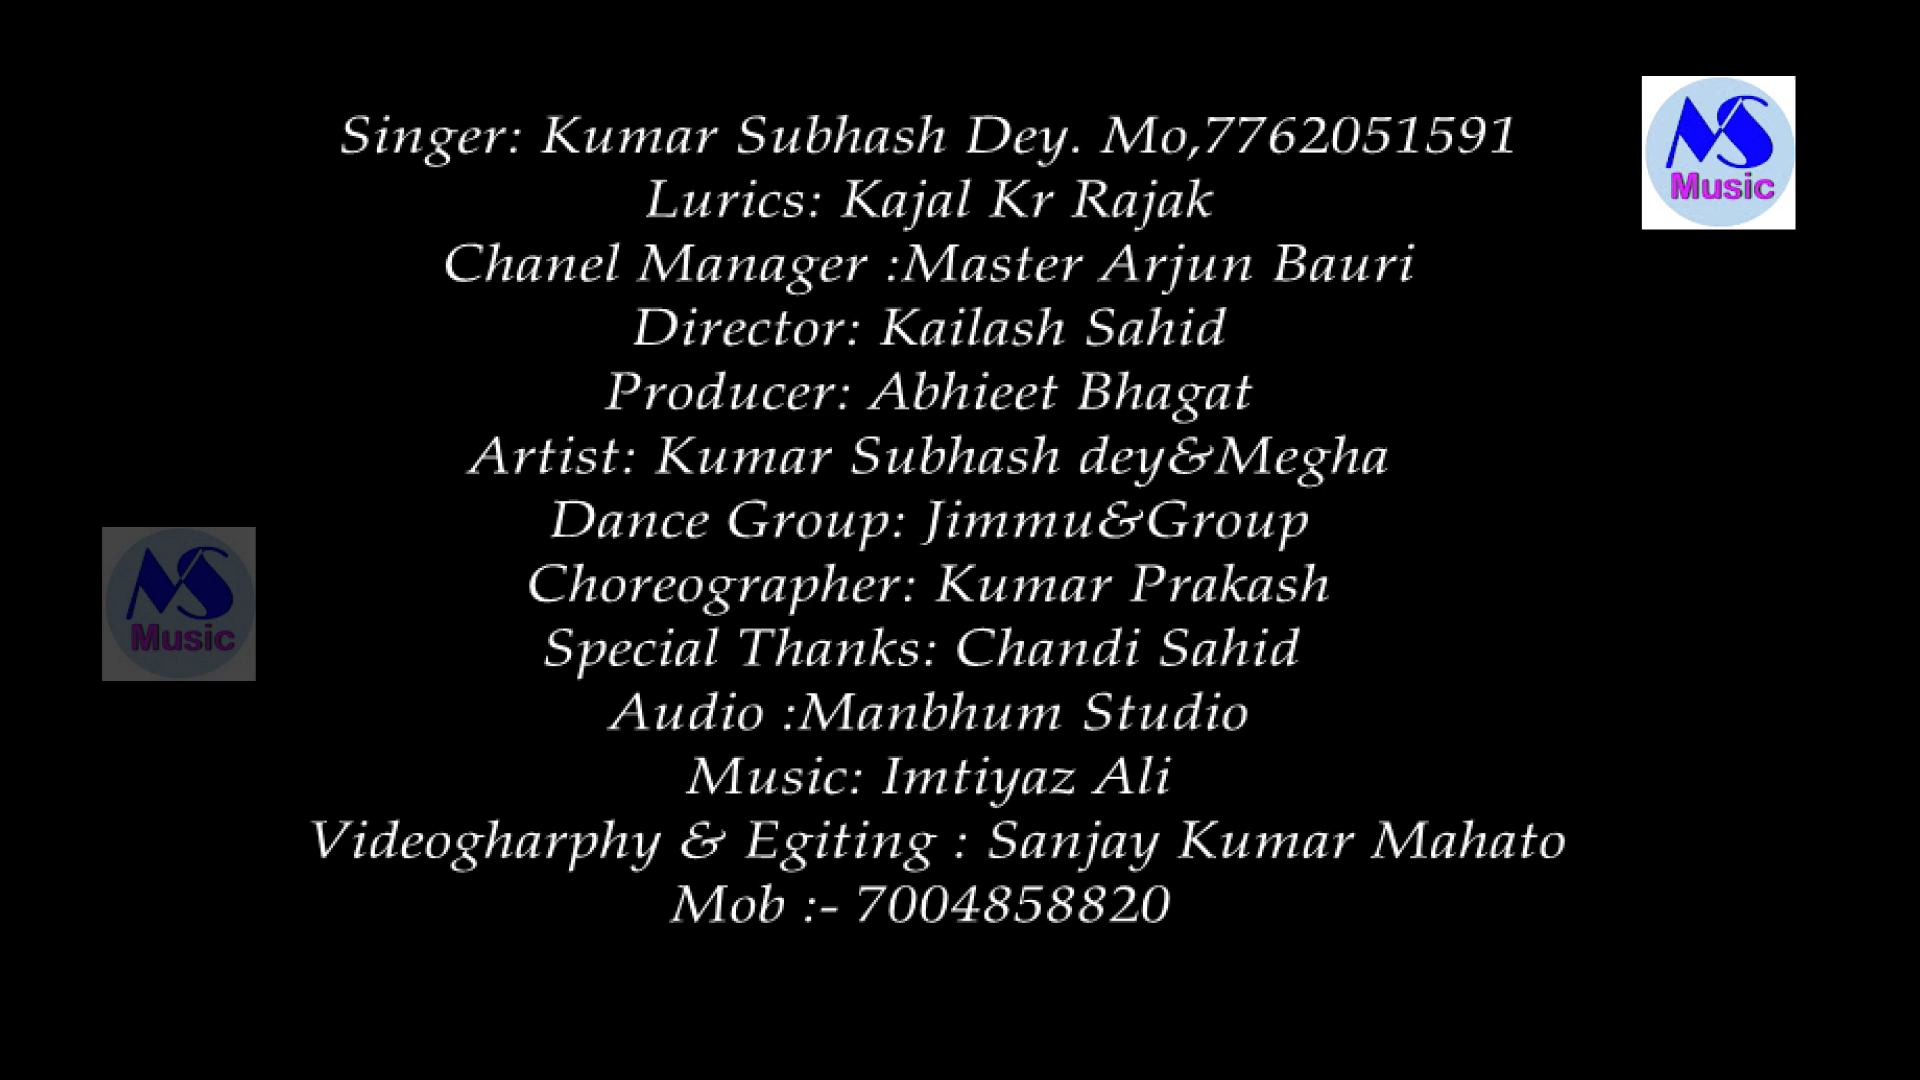 Singer: Kumar Subhash Dey. Mo,7762051591
Lurics: Kajal Kr Rajak
Chanel Manager :Master Arjun Bauri
Director: Kailash Sahid
Producer: Abhieet Bhagat
Artist: Kumar Subhash dey&Megha
Dance Group: Jimmu&Group
Choreographer: Kumar Prakash
Special Thanks: Chandi Sahid
Audio :Manbhum Studio
Music: Imtiyaz Ali
Videogharphy & Egiting : Sanjay Kumar Mahato
Mob :- 7004858820
MS
Music
MS
Music